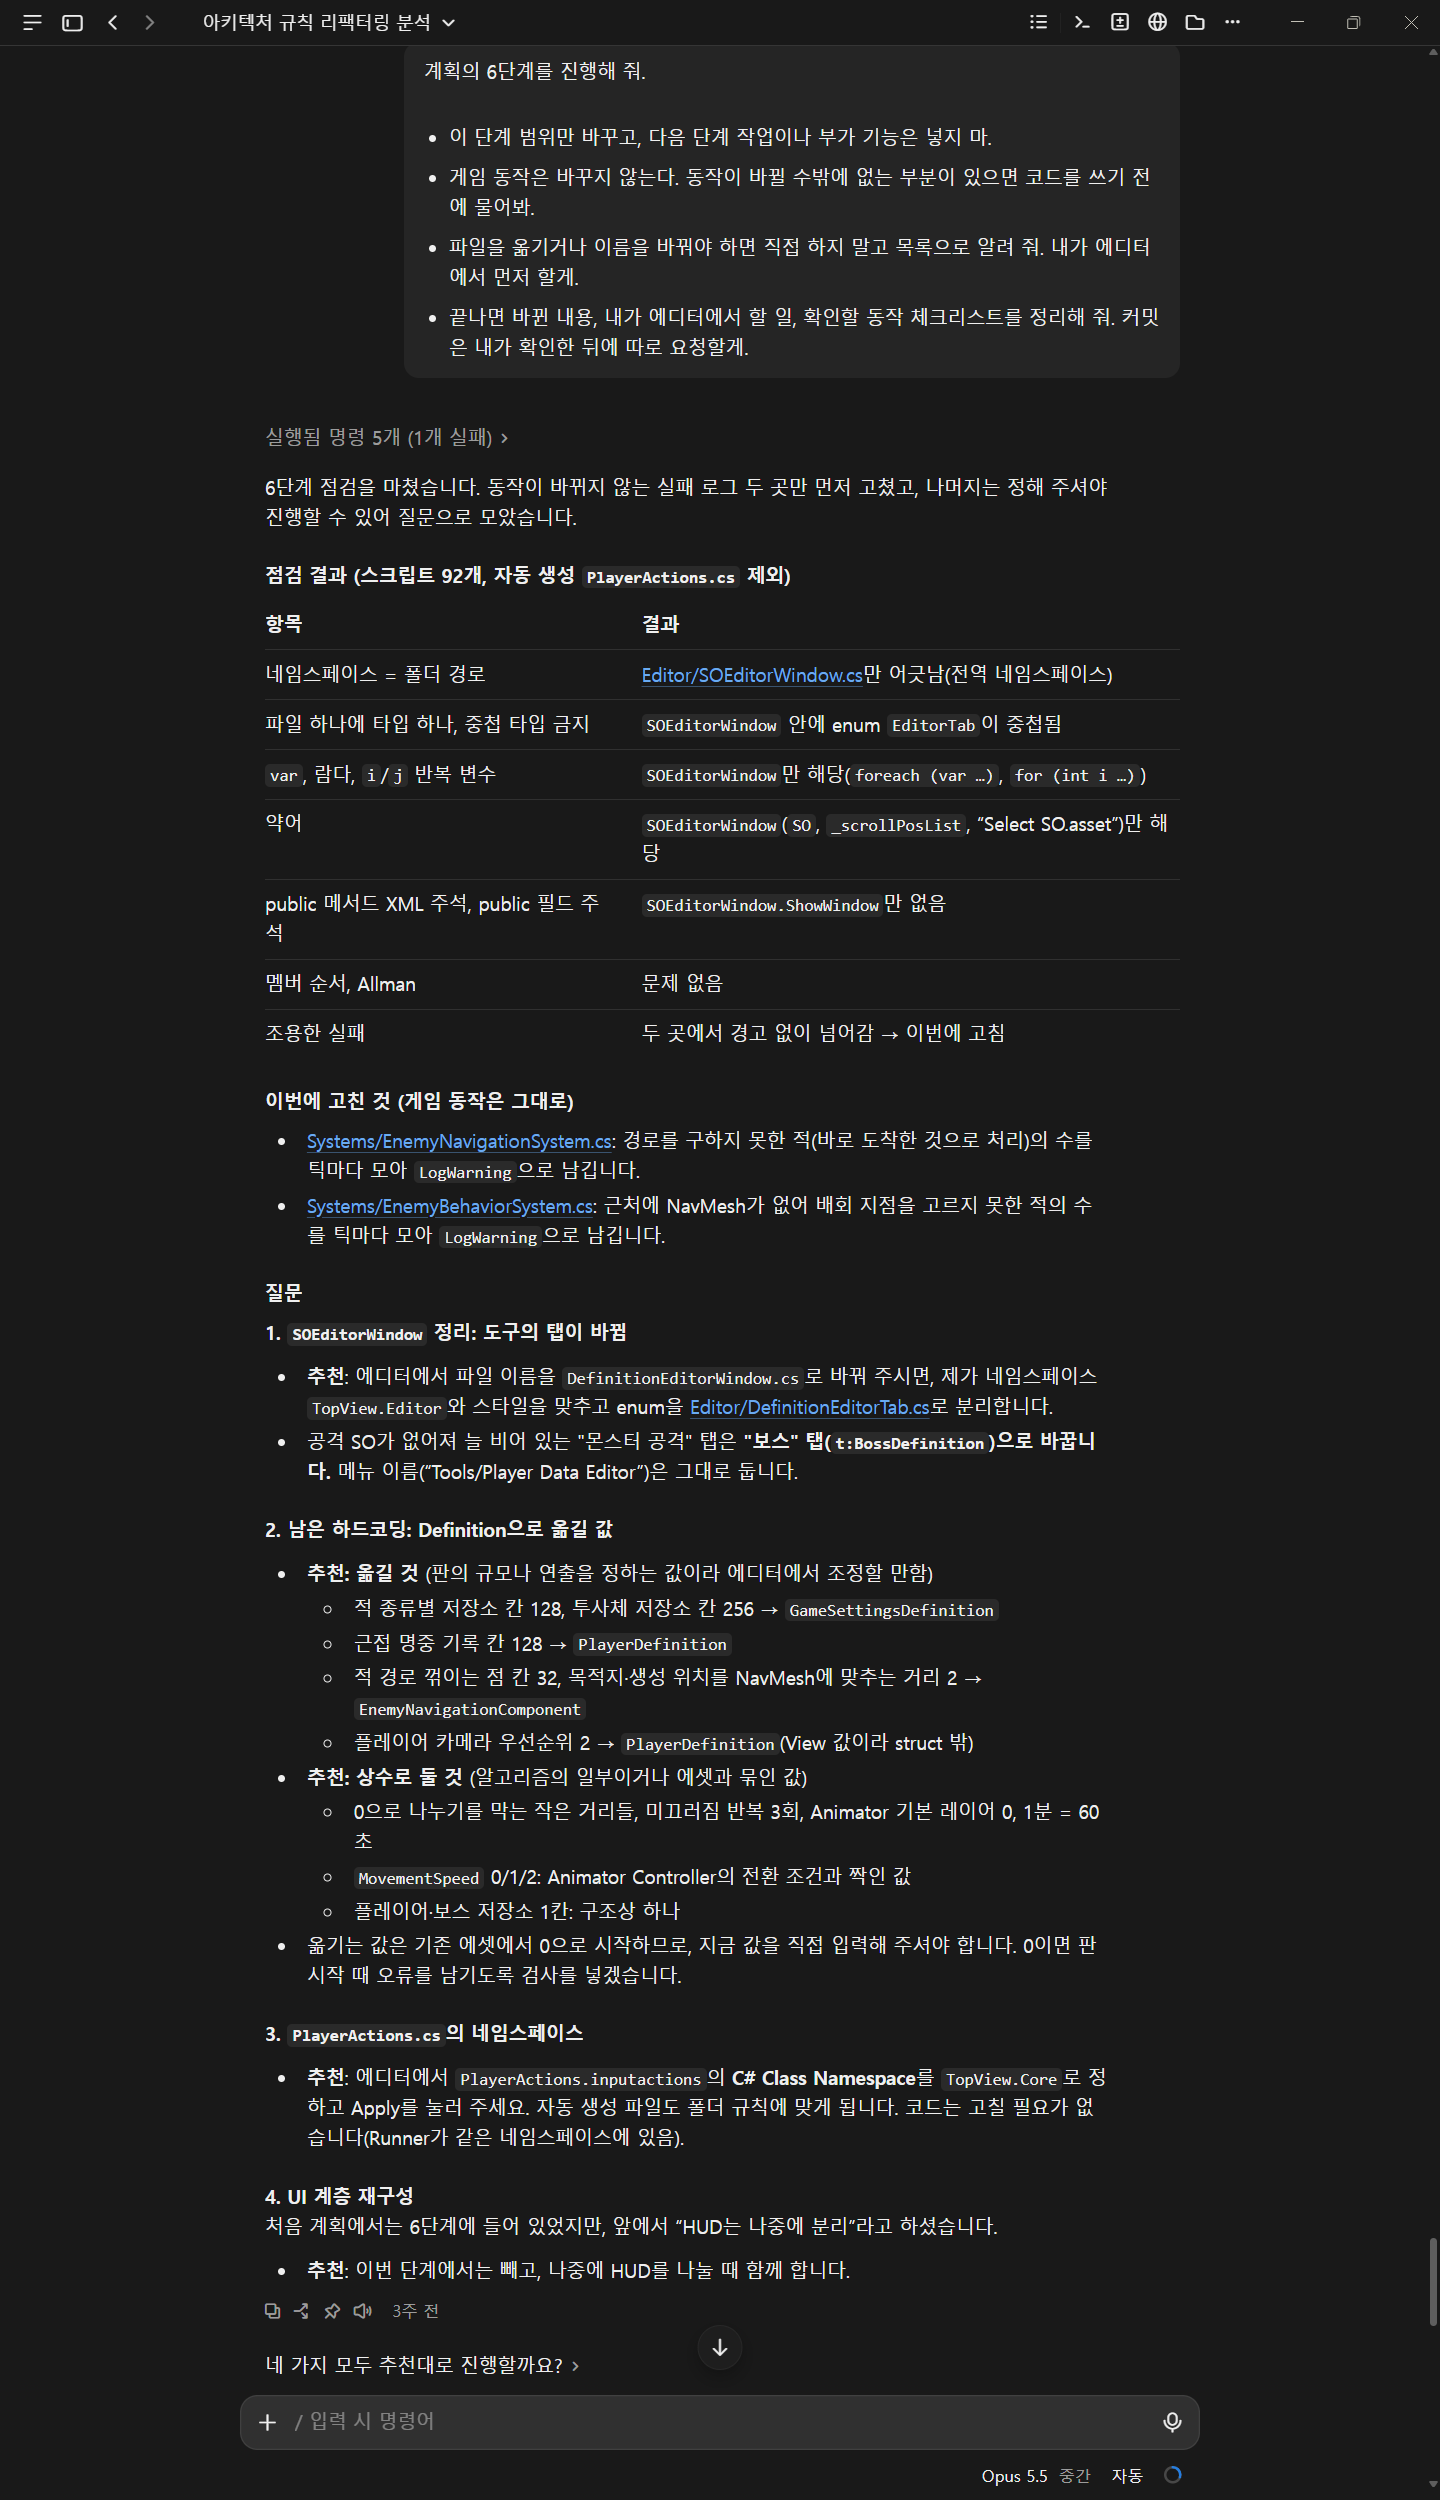 아키텍처 규칙 리팩터링 분석
계획의 6단계를 진행해 줘.
이 단계 범위만 바꾸고, 다음 단계 작업이나 부가 기능은 넣지 마.
게임 동작은 바꾸지 않는다. 동작이 바뀔 수밖에 없는 부분이 있으면 코드를 쓰기 전
에 물어봐.
파일을 옮기거나 이름을 바꿔야 하면 직접 하지 말고 목록으로 알려 줘. 내가 에디터
에서 먼저 할게.
끝나면 바뀐 내용, 내가 에디터에서 할 일, 확인할 동작 체크리스트를 정리해 줘. 커밋
은 내가 확인한 뒤에 따로 요청할게.
실행됨 명령 5개 (1개 실패)
6단계 점검을 마쳤습니다. 동작이 바뀌지 않는 실패 로그 두 곳만 먼저 고쳤고, 나머지는 정해 주셔야
진행할 수 있어 질문으로 모았습니다.
점검 결과 (스크립트 92개, 자동 생성 PlayerActions.cs 제외)
항목 결과
네임스페이스 = 폴더 경로 Editor/SOEditorWindow.cs만 어긋남(전역 네임스페이스)
파일 하나에 타입 하나, 중첩 타입 금지 SOEditorWindow 안에 enum EditorTab이 중첩됨
var, 람다, i/j 반복 변수 SOEditorWindow만 해당(foreach (var …), for (int i …))
약어 SOEditorWindow(SO, _scrollPosList, “Select SO.asset”)만 해
당
public 메서드 XML 주석, public 필드 주 SOEditorWindow.ShowWindow만 없음
석
멤버 순서, Allman 문제 없음
조용한 실패 두 곳에서 경고 없이 넘어감 → 이번에 고침
이번에 고친 것 (게임 동작은 그대로)
Systems/EnemyNavigationSystem.cs: 경로를 구하지 못한 적(바로 도착한 것으로 처리)의 수를
틱마다 모아 LogWarning으로 남깁니다.
Systems/EnemyBehaviorSystem.cs: 근처에 NavMesh가 없어 배회 지점을 고르지 못한 적의 수
를 틱마다 모아 LogWarning으로 남깁니다.
질문
1. SOEditorWindow 정리: 도구의 탭이 바뀜
추천: 에디터에서 파일 이름을 DefinitionEditorWindow.cs로 바꿔 주시면, 제가 네임스페이스
TopView.Editor와 스타일을 맞추고 enum을 Editor/DefinitionEditorTab.cs로 분리합니다.
공격 SO가 없어져 늘 비어 있는 "몬스터 공격" 탭은 "보스" 탭(t:BossDefinition)으로 바꿉니
다. 메뉴 이름(“Tools/Player Data Editor”)은 그대로 둡니다.
2. 남은 하드코딩: Definition으로 옮길 값
추천: 옮길 것 (판의 규모나 연출을 정하는 값이라 에디터에서 조정할 만함)
적 종류별 저장소 칸 128, 투사체 저장소 칸 256 → GameSettingsDefinition
근접 명중 기록 칸 128 → PlayerDefinition
적 경로 꺾이는 점 칸 32, 목적지·생성 위치를 NavMesh에 맞추는 거리 2 →
EnemyNavigationComponent
플레이어 카메라 우선순위 2 → PlayerDefinition(View 값이라 struct 밖)
추천: 상수로 둘 것 (알고리즘의 일부이거나 에셋과 묶인 값)
0으로 나누기를 막는 작은 거리들, 미끄러짐 반복 3회, Animator 기본 레이어 0, 1분 = 60
초
MovementSpeed 0/1/2: Animator Controller의 전환 조건과 짝인 값
플레이어·보스 저장소 1칸: 구조상 하나
옮기는 값은 기존 에셋에서 0으로 시작하므로, 지금 값을 직접 입력해 주셔야 합니다. 0이면 판
시작 때 오류를 남기도록 검사를 넣겠습니다.
3. PlayerActions.cs의 네임스페이스
추천: 에디터에서 PlayerActions.inputactions의 C# Class Namespace를 TopView.Core로 정
하고 Apply를 눌러 주세요. 자동 생성 파일도 폴더 규칙에 맞게 됩니다. 코드는 고칠 필요가 없
습니다(Runner가 같은 네임스페이스에 있음).
4. UI 계층 재구성
처음 계획에서는 6단계에 들어 있었지만, 앞에서 “HUD는 나중에 분리”라고 하셨습니다.
추천: 이번 단계에서는 빼고, 나중에 HUD를 나눌 때 함께 합니다.
3주 전
네 가지 모두 추천대로 진행할까요?
/ 입력 시 명령어
Opus 5.5 중간 자동